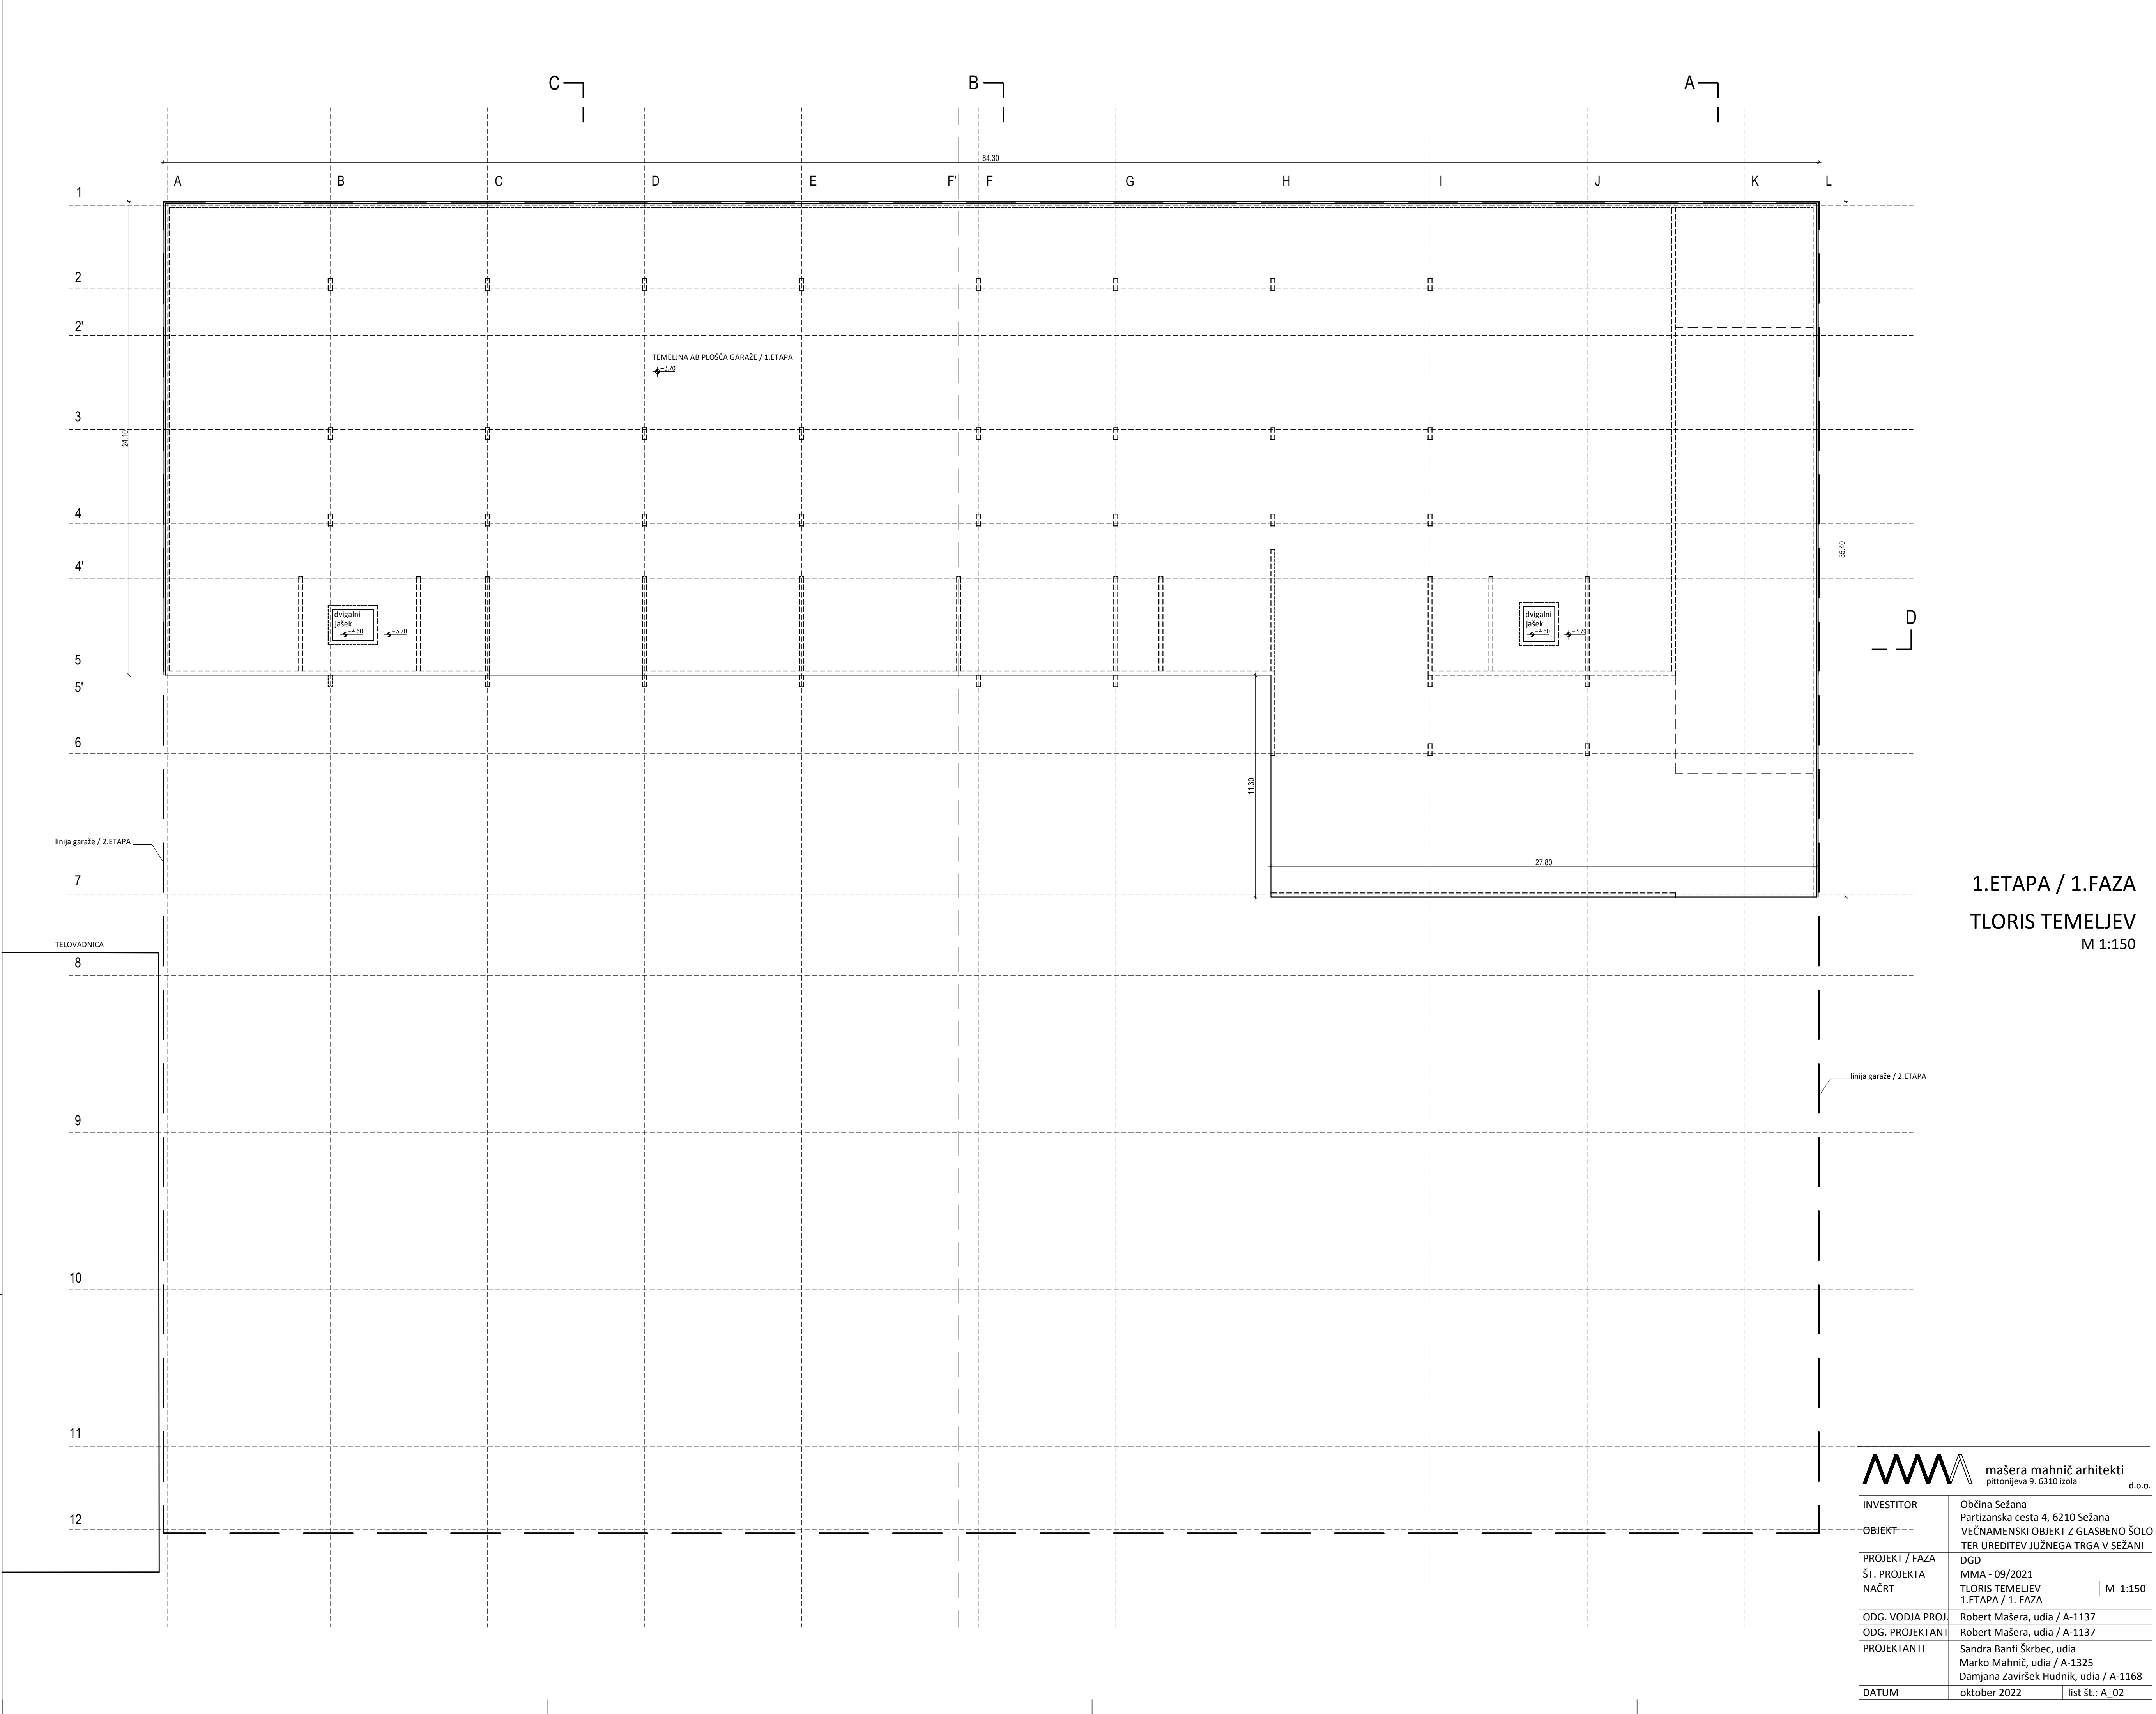 C
B
A
84.30
A
B
C
D
E
F'
F
G
H
I
J
K
L
1
2
2'
TEMELJNA AB PLOŠČA GARAŽE / 1.ETAPA
−3.70
3
24.10
4
35.40
4'
dvigalni
jašek
−4.60
−3.70
dvigalni
jašek
−4.60
−3.70
D
5
5'
6
11.30
linija garaže / 2.ETAPA
27.80
7
1.ETAPA / 1.FAZA
TLORIS TEMELJEV
M 1:150
TELOVADNICA
8
linija garaže / 2.ETAPA
9
10
11
12
mašera mahnič arhitekti
pittonijeva 9. 6310 izola
d.o.o.
INVESTITOR
Občina Sežana
Partizanska cesta 4, 6210 Sežana
OBJEKT
VEČNAMENSKI OBJEKT Z GLASBENO ŠOLO
TER UREDITEV JUŽNEGA TRGA V SEŽANI
PROJEKT / FAZA
DGD
ŠT. PROJEKTA
MMA - 09/2021
NAČRT
TLORIS TEMELJEV
M 1:150
1.ETAPA / 1. FAZA
ODG. VODJA PROJ.
Robert Mašera, udia / A-1137
ODG. PROJEKTANT
Robert Mašera, udia / A-1137
PROJEKTANTI
Sandra Banfi Škrbec, udia
Marko Mahnič, udia / A-1325
Damjana Zaviršek Hudnik, udia / A-1168
DATUM
oktober 2022
list št.: A_02